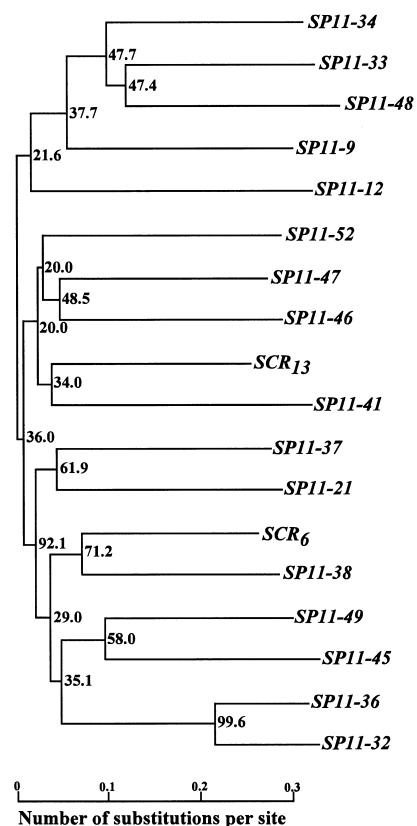 SP11-34
47.7
SP11-33
47.4
SP11-48
37.7
SP11-9
21.6
SP11-12
SP11-52
20.0
SP11-47
48.5
SP11-46
20.0
SCR13
34.0
SP11-41
36.0
SP11-37
61.9
SP11-21
SCR6
92.1
71.2
SP11-38
29.0
SP11-49
58.0
SP11-45
35.1
SP11-36
99.6
SP11-32
0 0.1 0.2 0.3
Number of substitutions per site